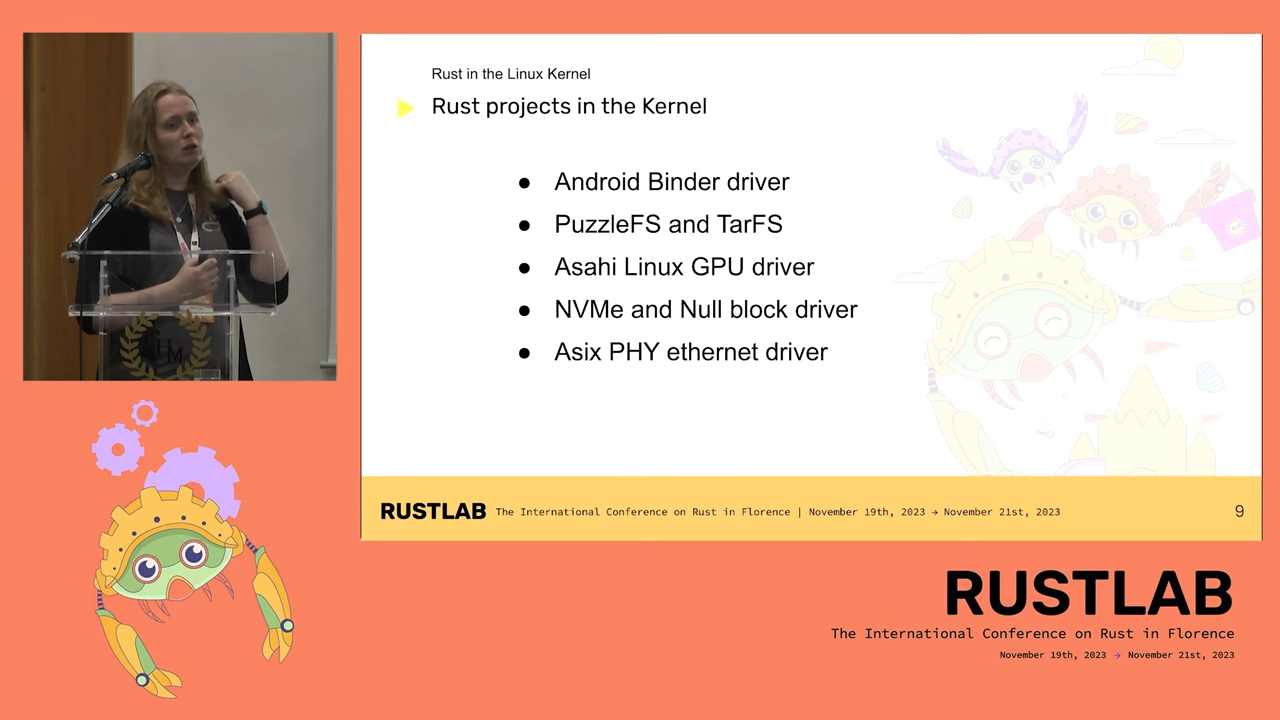 Rust in the Linux Kernel
Rust projects in the Kernel
● Android Binder driver
● PuzzleFS and TarFS
● Asahi Linux GPU driver
● NVMe and Null block driver
● Asix PHY ethernet driver
RUSTLAB The International Conference on Rust in Florence | November 19th, 2023 → November 21st, 2023 9
HM
RUSTLAB
The International Conference on Rust in Florence
November 19th, 2023 → November 21st, 2023